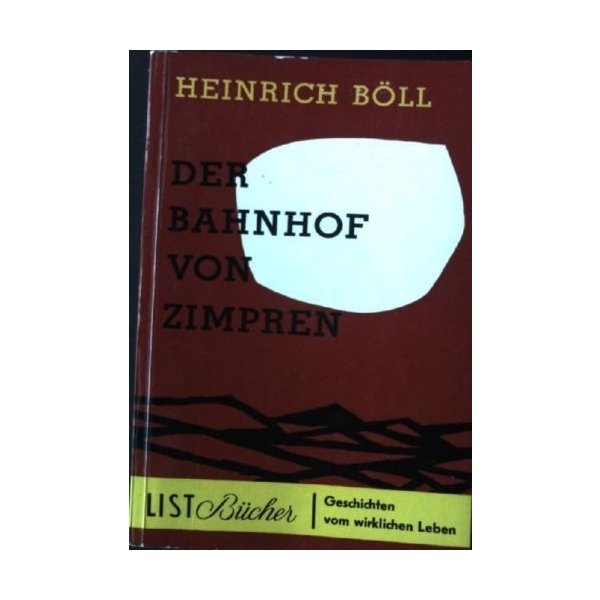 HEINRICH BÖLL
DER
BAHNHOF
VON
ZIMPREN
LIST Bücher
Geschichten
vom wirklichen Leben